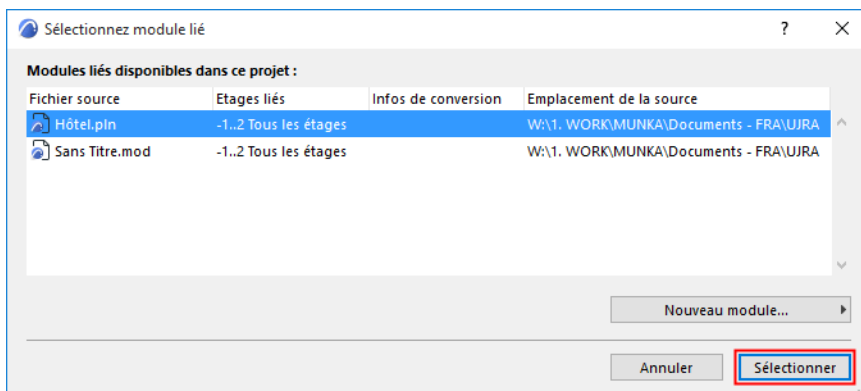 Sélectionnez module lié
?
Modules liés disponibles dans ce projet :
Fichier source Etages liés Infos de conversion Emplacement de la source
Hôtel.pln -1..2 Tous les étages W:\1. WORK\MUNKA\Documents - FRA\UJRA
Sans Titre.mod -1..2 Tous les étages W:\1. WORK\MUNKA\Documents - FRA\UJRA
Nouveau module...
Annuler Sélectionner